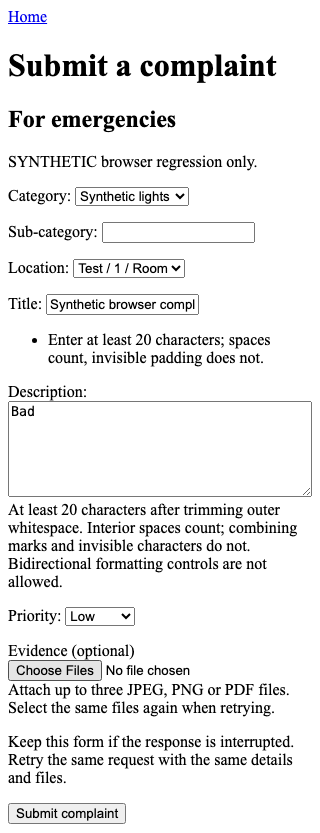 Home
Submit a complaint
For emergencies
SYNTHETIC browser regression only.
Category: Synthetic lights
Sub-category:
Location: Test / 1 / Room
Title: Synthetic browser compl
• Enter at least 20 characters; spaces
count, invisible padding does not.
Description:
Bad
At least 20 characters after trimming outer
whitespace. Interior spaces count; combining
marks and invisible characters do not.
Bidirectional formatting controls are not
allowed.
Priority: Low
Evidence (optional)
Choose Files No file chosen
Attach up to three JPEG, PNG or PDF files.
Select the same files again when retrying.
Keep this form if the response is interrupted.
Retry the same request with the same details
and files.
Submit complaint